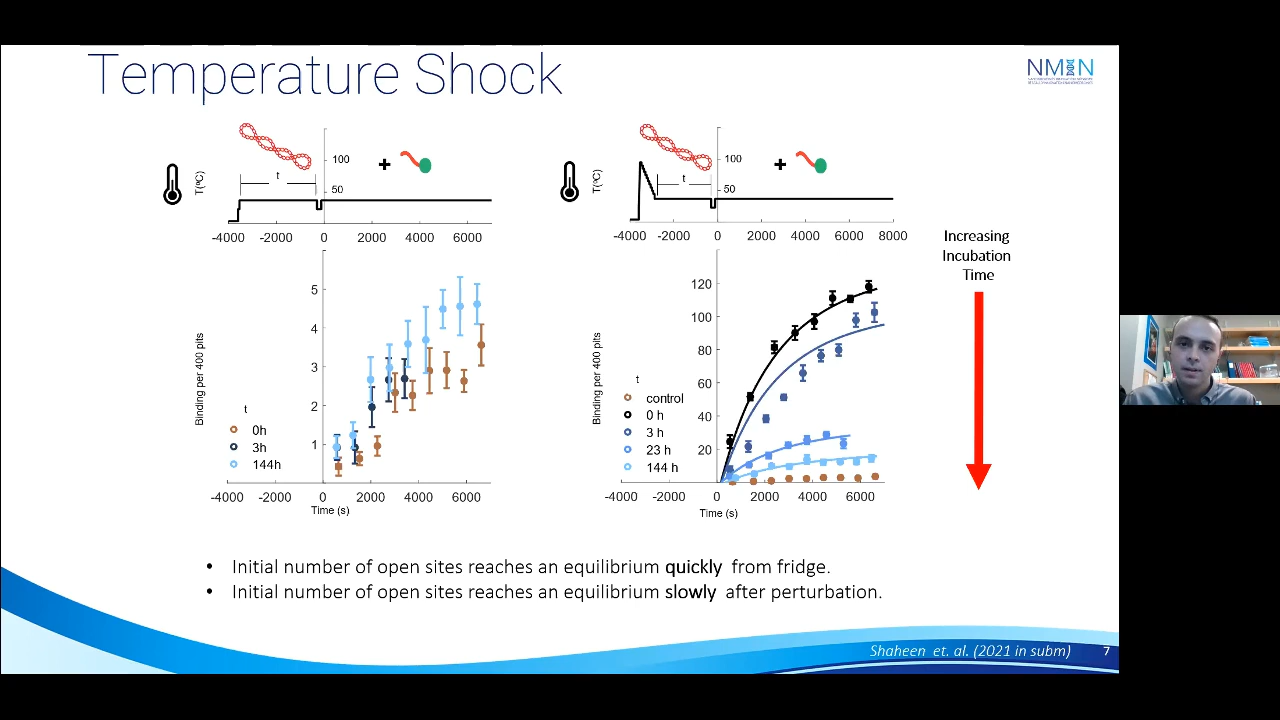 Temperature Shock
NMIN
T(ºC)
100
50
t
+
-4000 -2000 0 2000 4000 6000
T(ºC)
100
50
t
+
-4000 -2000 0 2000 4000 6000 8000
Binding per 400 pits
5
4
3
2
1
t
0h
3h
144h
-4000 -2000 0 2000 4000 6000
Time (s)
Binding per 400 pits
120
100
80
60
40
20
t
control
0 h
3 h
23 h
144 h
-4000 -2000 0 2000 4000 6000
Time (s)
Increasing
Incubation
Time
• Initial number of open sites reaches an equilibrium quickly from fridge.
• Initial number of open sites reaches an equilibrium slowly after perturbation.
Shaheen et. al. (2021 in subm)
7